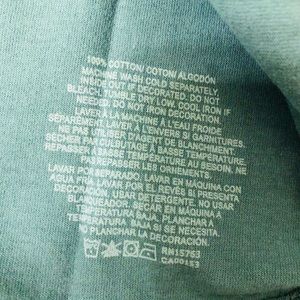 100% COTTON/ COTON/ ALGODÓN
MACHINE WASH COLD SEPARATELY,
INSIDE OUT IF DECORATED. DO NOT
BLEACH. TUMBLE DRY LOW. COOL IRON IF
NEEDED. DO NOT IRON ON DECORATION.
LAVER À LA MACHINE À L'EAU FROIDE
SÉPARÉMENT LAVER À L'ENVERS SI GARNITURES.
NE PAS UTILISER D'AGENT DE BLANCHIMENT.
SÉCHER PAR CULBUTAGE À BASSE TEMPÉRATURE.
REPASSER À BASSE TEMPÉRATURE AU BESOIN. NE
PAS REPASSER LES ORNEMENTS.
LAVAR POR SEPARADO. LAVAR EN MÁQUINA CON
AGUA FRÍA. LAVAR POR EL REVÉS SI PRESENTA
DECORACIÓN. USAR DETERGENTE. NO USAR
BLANQUEADOR. SECAR EN MÁQUINA A
TEMPERATURA BAJA. PLANCHAR A
TEMPERATURA BAJA SI SE NECESITA.
NO PLANCHAR LA DECORACIÓN.
RN15763
CA00153